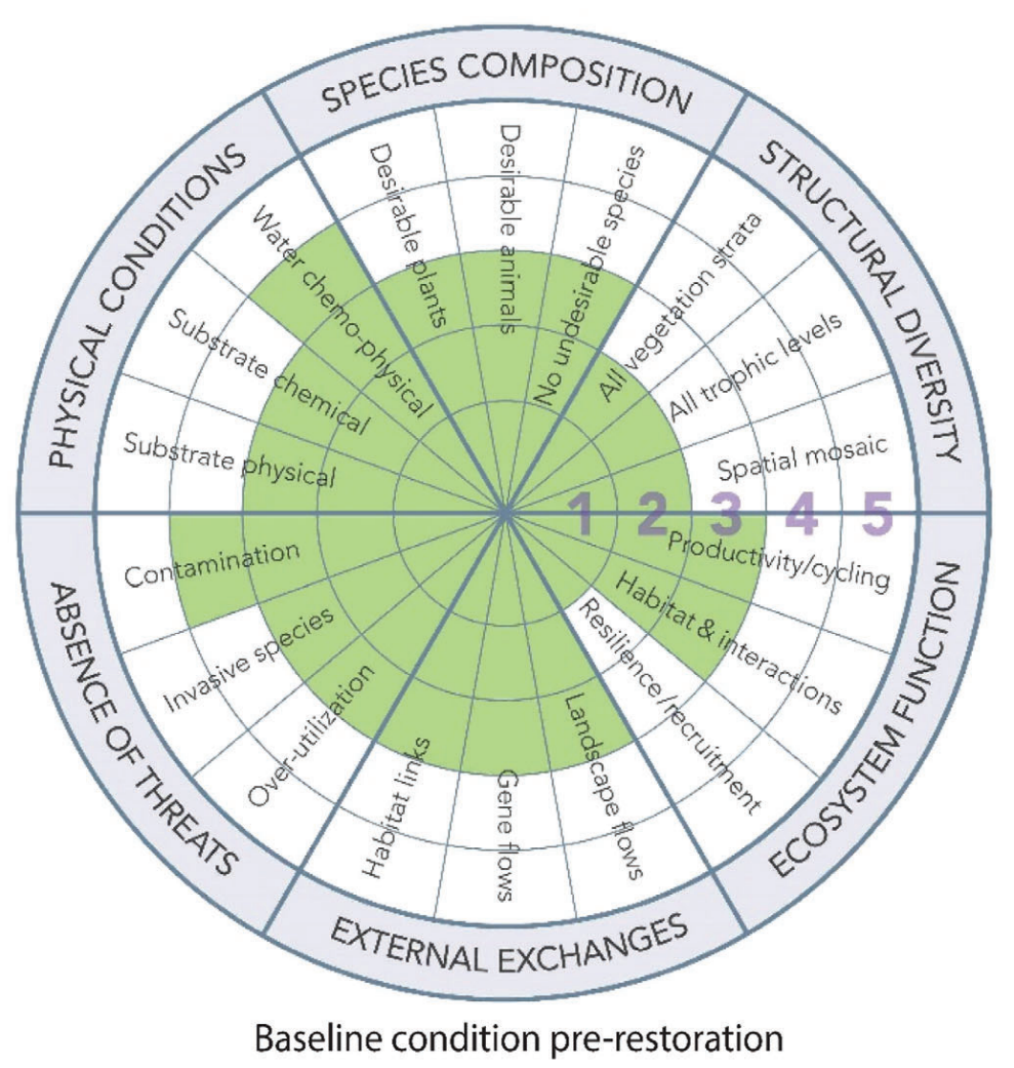 SPECIES COMPOSITION
STRUCTURAL DIVERSITY
ECOSYSTEM FUNCTION
EXTERNAL EXCHANGES
ABSENCE OF THREATS
PHYSICAL CONDITIONS
Desirable plants
Desirable animals
No undesirable species
All vegetation strata
All trophic levels
Spatial mosaic
1 2 3 4 5
Productivity/cycling
Habitat & interactions
Resilience/recruitment
Landscape flows
Gene flows
Habitat links
Over-utilization
Invasive species
Contamination
Substrate physical
Substrate chemical
Water chemo-physical
Baseline condition pre-restoration